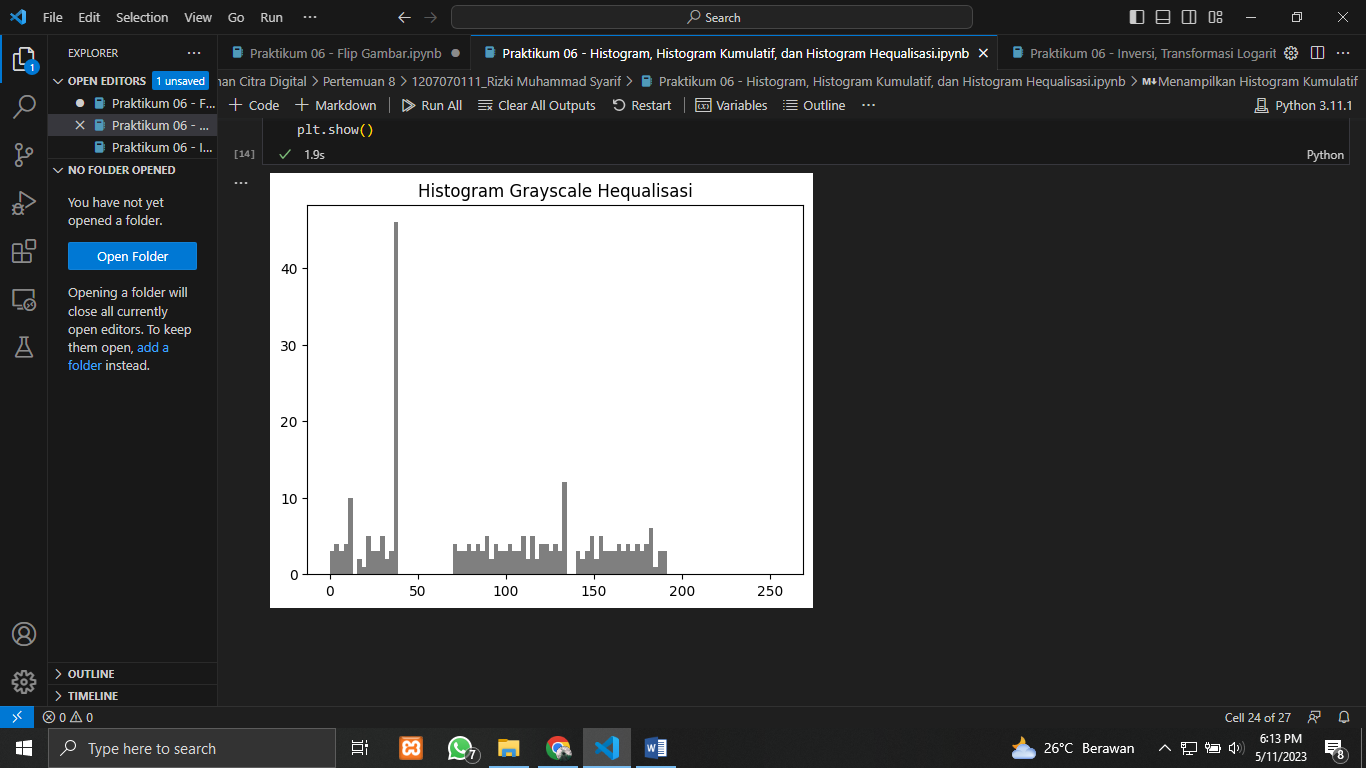 File Edit Selection View Go Run ··· Search
Praktikum 06 - Flip Gambar.ipynb
Praktikum 06 - Histogram, Histogram Kumulatif, dan Histogram Hequalisasi.ipynb
Praktikum 06 - Inversi, Transformasi Logarit
EXPLORER
OPEN EDITORS 1 unsaved
nan Citra Digital > Pertemuan 8 > 1207070111_Rizki Muhammad Syarif > Praktikum 06 - Histogram, Histogram Kumulatif, dan Histogram Hequalisasi.ipynb > Menampilkan Histogram Kumulatif
Praktikum 06 - F...
Praktikum 06 - ...
Praktikum 06 - I...
+ Code + Markdown Run All Clear All Outputs Restart Variables Outline ··· Python 3.11.1
plt.show()
[14] 1.9s Python
NO FOLDER OPENED
You have not yet
opened a folder.
Open Folder
Opening a folder will
close all currently
open editors. To keep
them open, add a
folder instead.
1
Histogram Grayscale Hequalisasi
40
30
20
10
0
0 50 100 150 200 250
OUTLINE
TIMELINE
0 0 Cell 24 of 27
Type here to search 7 26°C Berawan 6:13 PM
5/11/2023 8